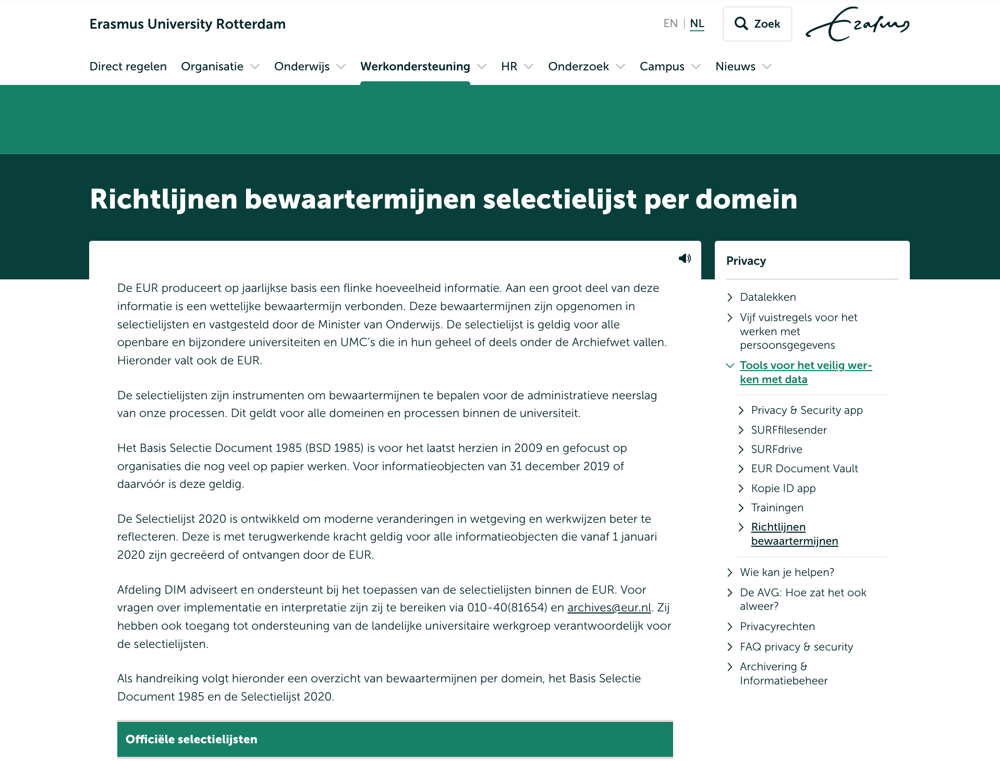 Erasmus University Rotterdam
EN | NL
Zoek
Erasmus
Direct regelen
Organisatie
Onderwijs
Werkondersteuning
HR
Onderzoek
Campus
Nieuws
Richtlijnen bewaartermijnen selectielijst per domein
De EUR produceert op jaarlijkse basis een flinke hoeveelheid informatie. Aan een groot deel van deze
informatie is een wettelijke bewaartermijn verbonden. Deze bewaartermijnen zijn opgenomen in
selectielijsten en vastgesteld door de Minister van Onderwijs. De selectielijst is geldig voor alle
openbare en bijzondere universiteiten en UMC’s die in hun geheel of deels onder de Archiefwet vallen.
Hieronder valt ook de EUR.
De selectielijsten zijn instrumenten om bewaartermijnen te bepalen voor de administratieve neerslag
van onze processen. Dit geldt voor alle domeinen en processen binnen de universiteit.
Het Basis Selectie Document 1985 (BSD 1985) is voor het laatst herzien in 2009 en gefocust op
organisaties die nog veel op papier werken. Voor informatieobjecten van 31 december 2019 of
daarvóór is deze geldig.
De Selectielijst 2020 is ontwikkeld om moderne veranderingen in wetgeving en werkwijzen beter te
reflecteren. Deze is met terugwerkende kracht geldig voor alle informatieobjecten die vanaf 1 januari
2020 zijn gecreëerd of ontvangen door de EUR.
Afdeling DIM adviseert en ondersteunt bij het toepassen van de selectielijsten binnen de EUR. Voor
vragen over implementatie en interpretatie zijn zij te bereiken via 010-40(81654) en archives@eur.nl. Zij
hebben ook toegang tot ondersteuning van de landelijke universitaire werkgroep verantwoordelijk voor
de selectielijsten.
Als handreiking volgt hieronder een overzicht van bewaartermijnen per domein, het Basis Selectie
Document 1985 en de Selectielijst 2020.
Officiële selectielijsten
Privacy
Datalekken
Vijf vuistregels voor het
werken met
persoonsgegevens
Tools voor het veilig wer-
ken met data
Privacy & Security app
SURFfilesender
SURFdrive
EUR Document Vault
Kopie ID app
Trainingen
Richtlijnen
bewaartermijnen
Wie kan je helpen?
De AVG: Hoe zat het ook
alweer?
Privacyrechten
FAQ privacy & security
Archivering &
Informatiebeheer